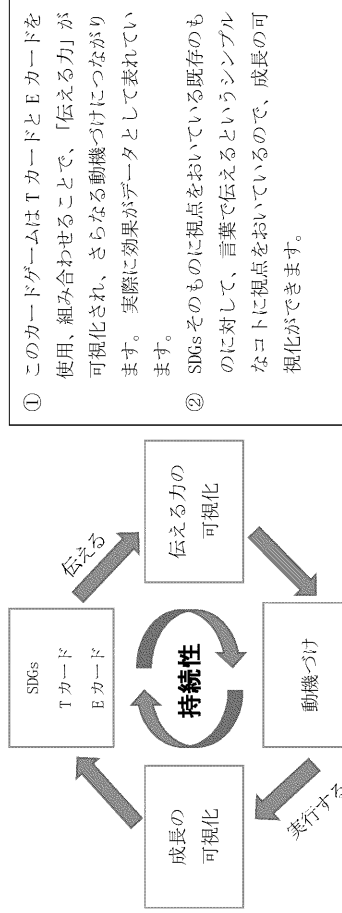 SDGs
Tカード
Eカード
伝える
伝える力の
可視化
動機づけ
実行する
成長の
可視化
持続性
① このカードゲームはTカードとEカードを
使用、組み合わせることで、「伝える力」が
可視化され、さらなる動機づけにつながり
ます。 実際に効果がデータとして表れてい
ます。
② SDGsそのものに視点をおいている既存のも
のに対して、言葉で伝えるというシンプル
なコトに視点をおいているので、成長の可
視化ができます。